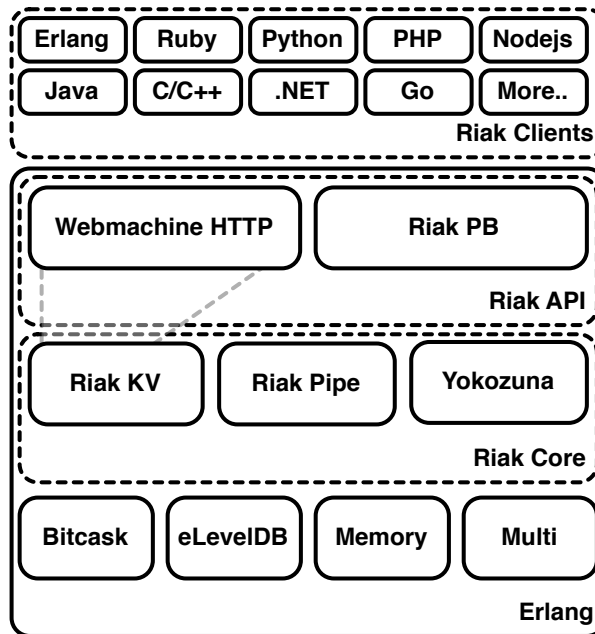 Erlang Ruby Python PHP Nodejs
Java C/C++ .NET Go More..
Riak Clients
Webmachine HTTP Riak PB
Riak API
Riak KV Riak Pipe Yokozuna
Riak Core
Bitcask eLevelDB Memory Multi
Erlang